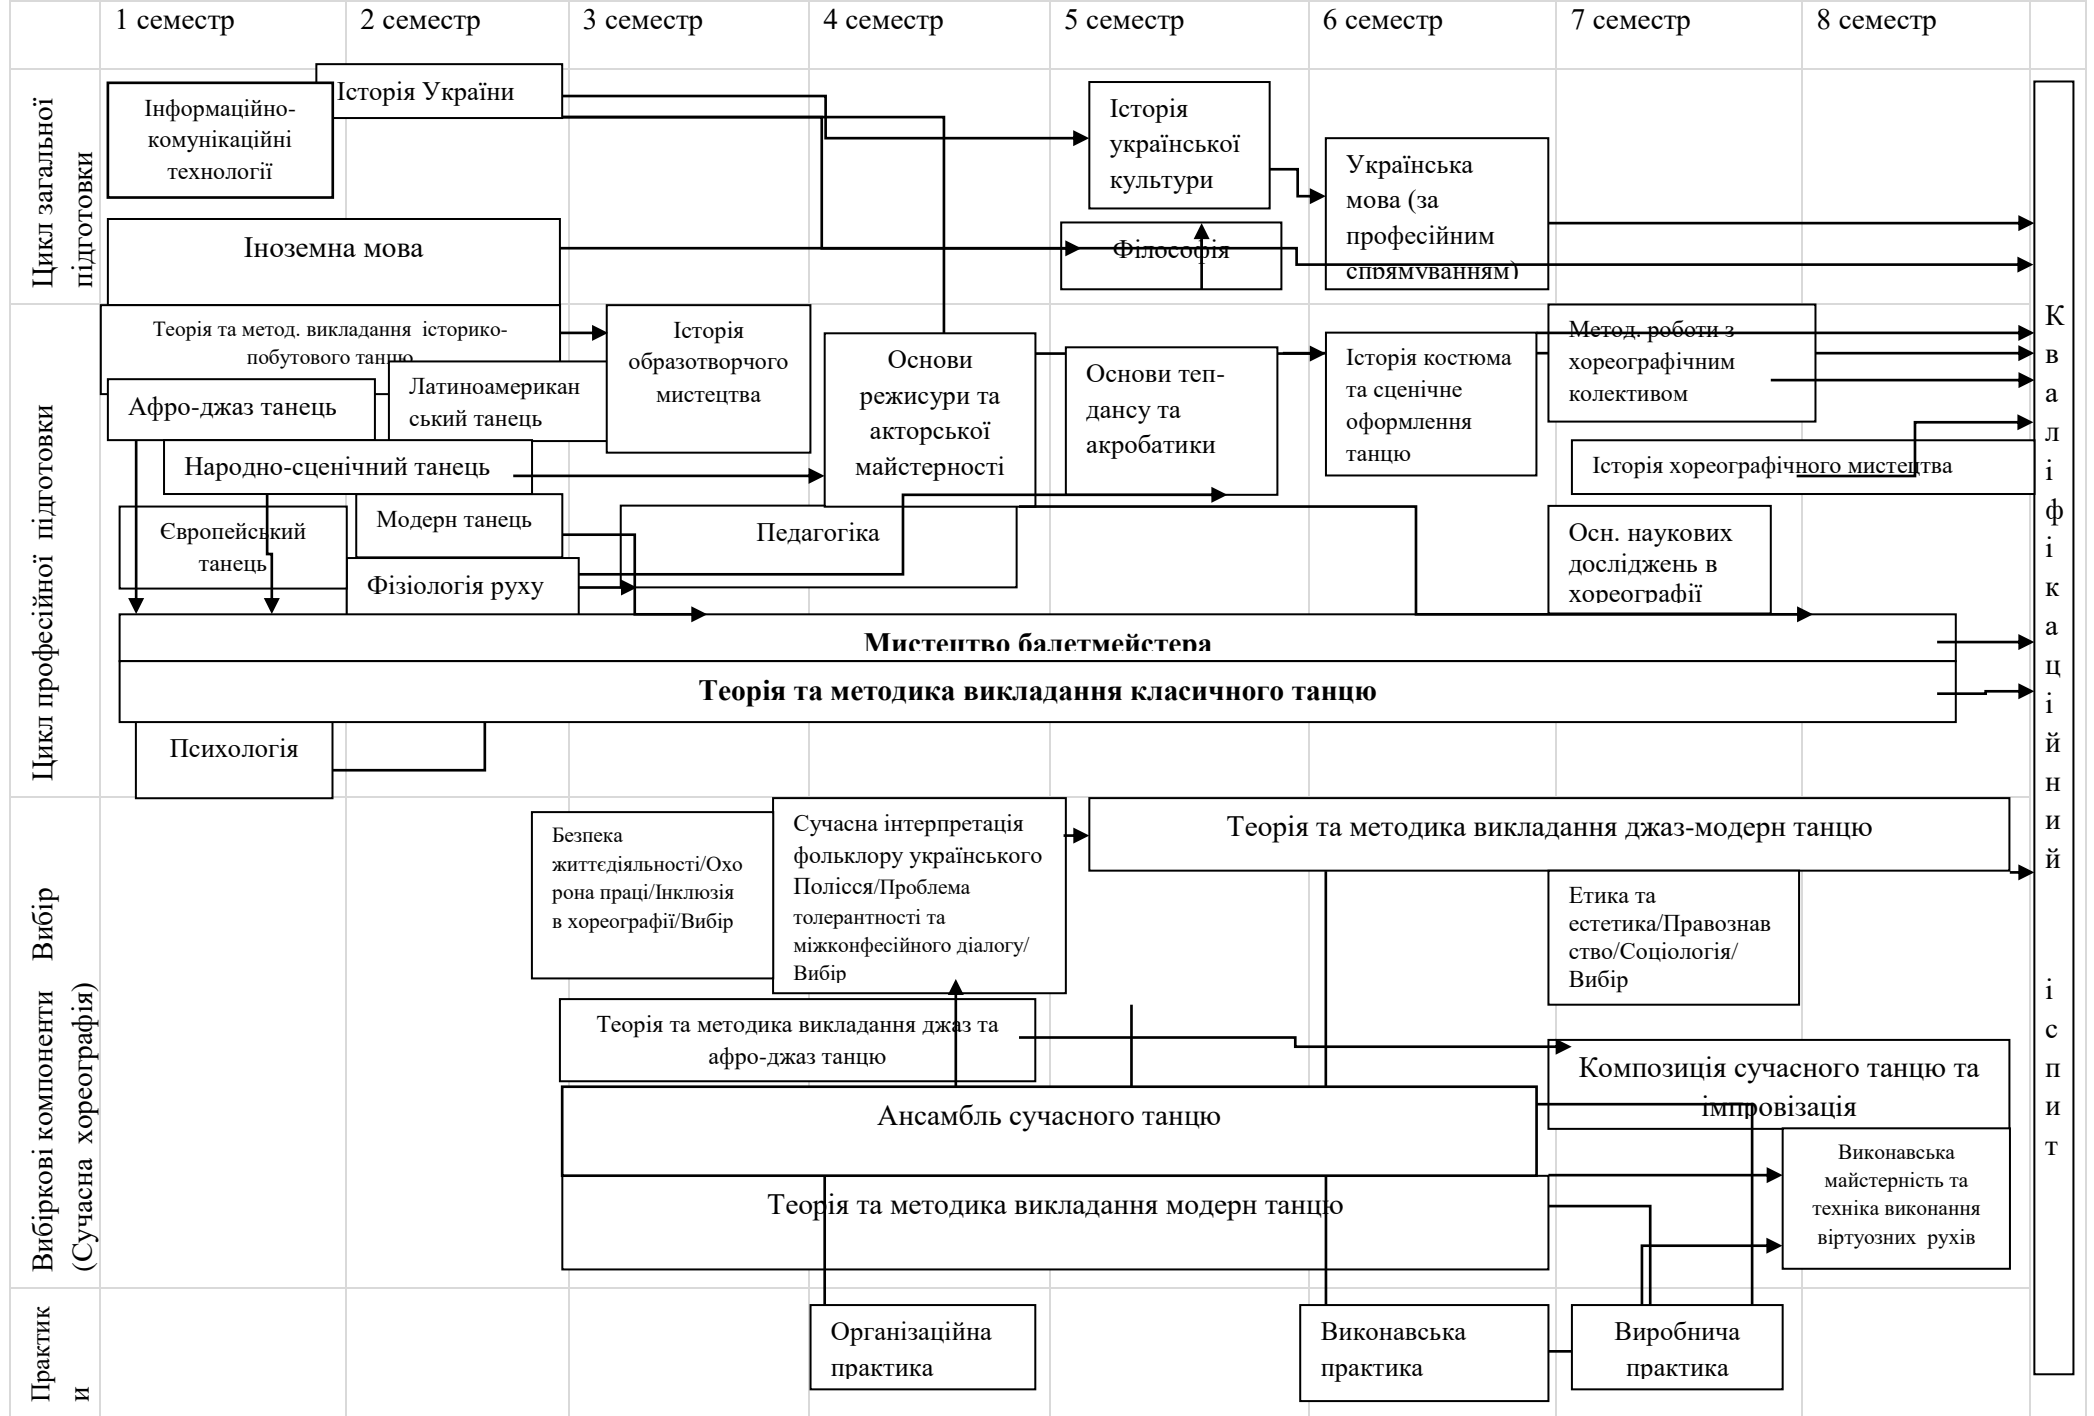 1 семестр
2 семестр
3 семестр
4 семестр
5 семестр
6 семестр
7 семестр
8 семестр
Цикл загальної
підготовки
Інформаційно-
комунікаційні
технології
Історія України
Історія
української
культури
Українська
мова (за
професійним
спрямуванням)
Іноземна мова
Філософія
Цикл професійної підготовки
Теорія та метод. викладання історико-
побутового танцю
Афро-джаз танець
Латиноамерикан
ський танець
Історія
образотворчого
мистецтва
Основи
режисури та
акторської
майстерності
Основи теп-
дансу та
акробатики
Історія костюма
та сценічне
оформлення
танцю
Метод. роботи з
хореографічним
колективом
Народно-сценічний танець
Історія хореографічного мистецтва
Європейський
танець
Модерн танець
Фізіологія руху
Педагогіка
Осн. наукових
досліджень в
хореографії
Мистецтво балетмейстера
Теорія та методика викладання класичного танцю
Психологія
Вибіркові компоненти Вибір
(Сучасна хореографія)
Безпека
життєдіяльності/Охо
рона праці/Інклюзія
в хореографії/Вибір
Сучасна інтерпретація
фольклору українського
Полісся/Проблема
толерантності та
міжконфесійного діалогу/
Вибір
Теорія та методика викладання джаз-модерн танцю
Етика та
естетика/Правознав
ство/Соціологія/
Вибір
Теорія та методика викладання джаз та
афро-джаз танцю
Композиція сучасного танцю та
імпровізація
Ансамбль сучасного танцю
Виконавська
майстерність та
техніка виконання
віртуозних рухів
Теорія та методика викладання модерн танцю
Практик
и
Організаційна
практика
Виконавська
практика
Виробнича
практика
К
в
а
л
і
ф
і
к
а
ц
і
й
н
и
й
і
с
п
и
т